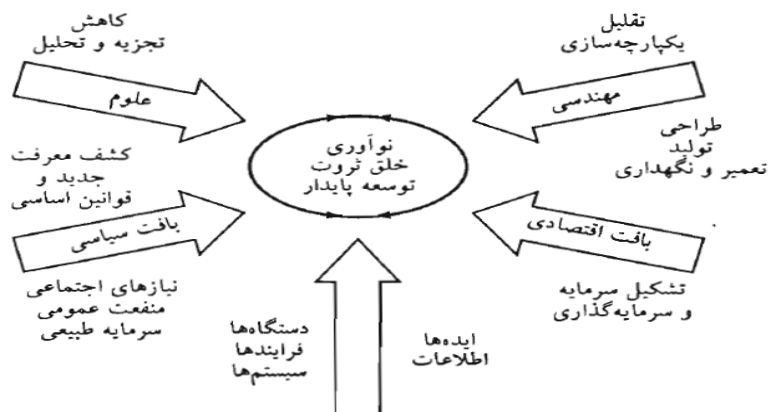 تقلیل
یکپارچه‌سازی
مهندسی
طراحی
تولید
تعمیر و نگهداری
کاهش
تجزیه و تحلیل
علوم
کشف معرفت
جدید و
قوانین اساسی
نوآوری
خلق ثروت
توسعه پایدار
بافت اقتصادی
تشکیل سرمایه
و سرمایه‌گذاری
بافت سیاسی
نیازهای اجتماعی
منفعت عمومی
سرمایه طبیعی
ایده‌ها
اطلاعات
دستگاه‌ها
فرایندها
سیستم‌ها